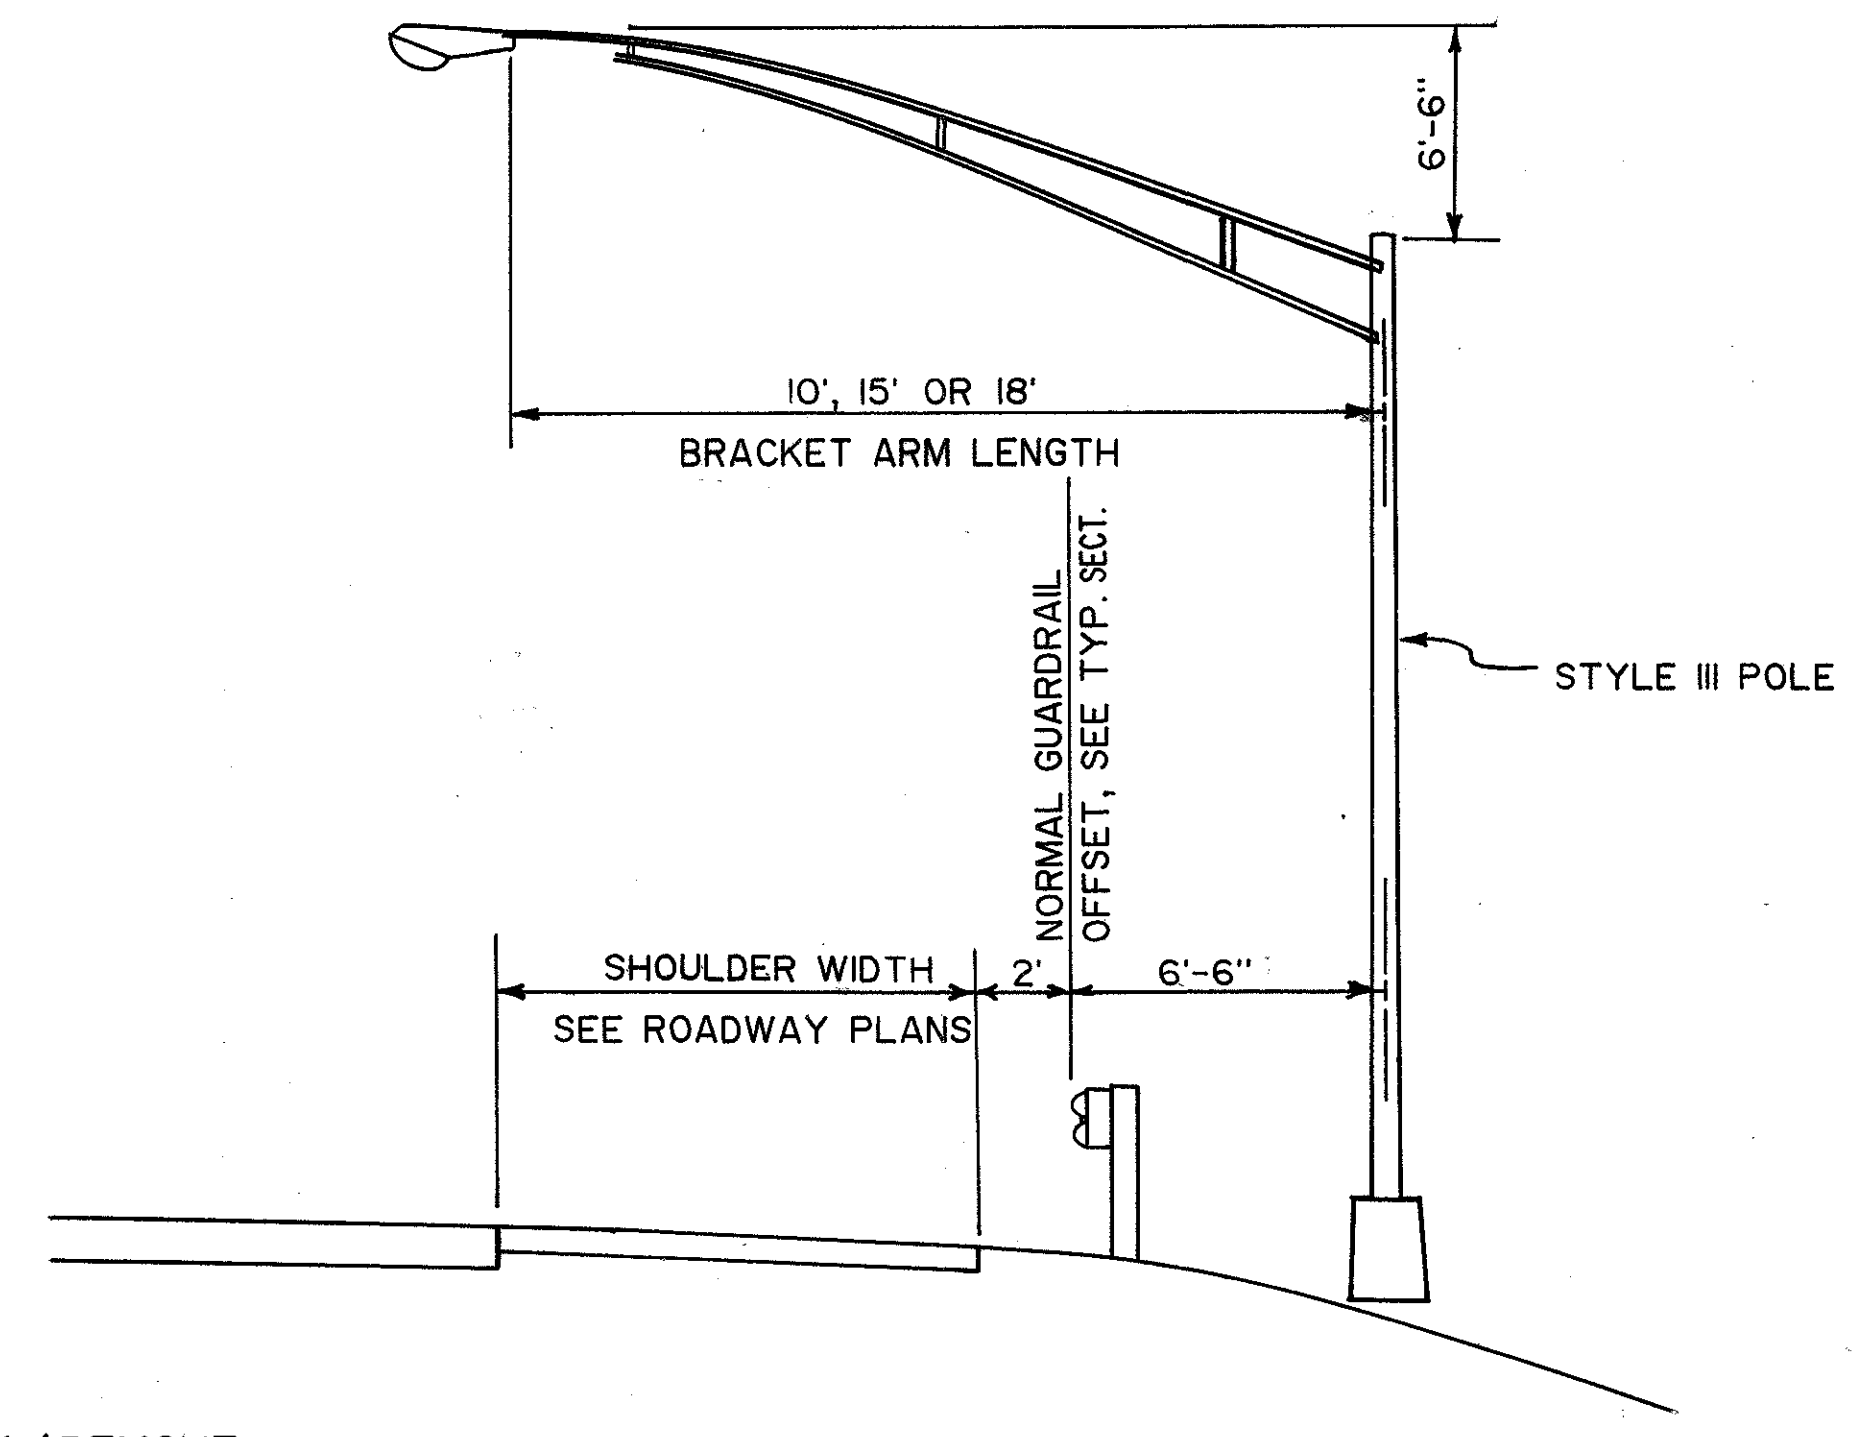 6'-6"
10', 15' OR 18'
BRACKET ARM LENGTH
NORMAL GUARDRAIL
OFFSET, SEE TYP. SECT.
STYLE III POLE
SHOULDER WIDTH
2'
6'-6"
SEE ROADWAY PLANS